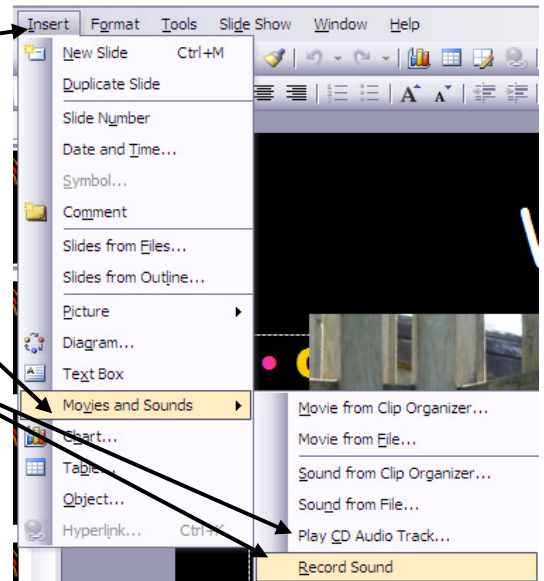 Insert Format Tools Slide Show Window Help
New Slide Ctrl+M
Duplicate Slide
Slide Number
Date and Time...
Symbol...
Comment
Slides from Files...
Slides from Outline...
Picture
Diagram...
Text Box
Movies and Sounds
Chart...
Table...
Object...
Hyperlink... Ctrl+K
Movie from Clip Organizer...
Movie from File...
Sound from Clip Organizer...
Sound from File...
Play CD Audio Track...
Record Sound